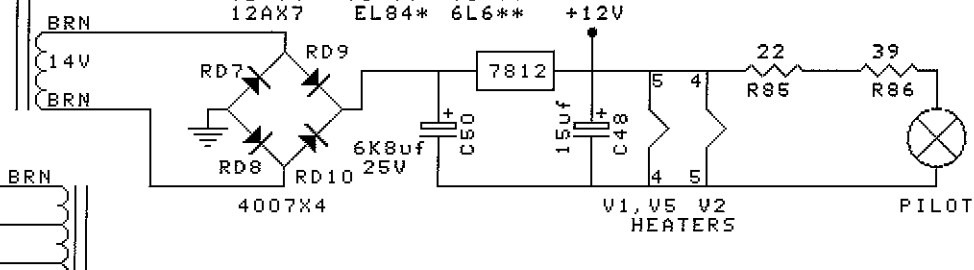 12AX7 EL84* 6L6** +12V
BRN
14V
BRN
RD7
RD9
RD8
RD10
4007X4
6K8uf
25V
+
C50
7812
15uf
+
C48
5
4
4
5
V1,V5 V2
HEATERS
22
R85
39
R86
PILOT
BRN